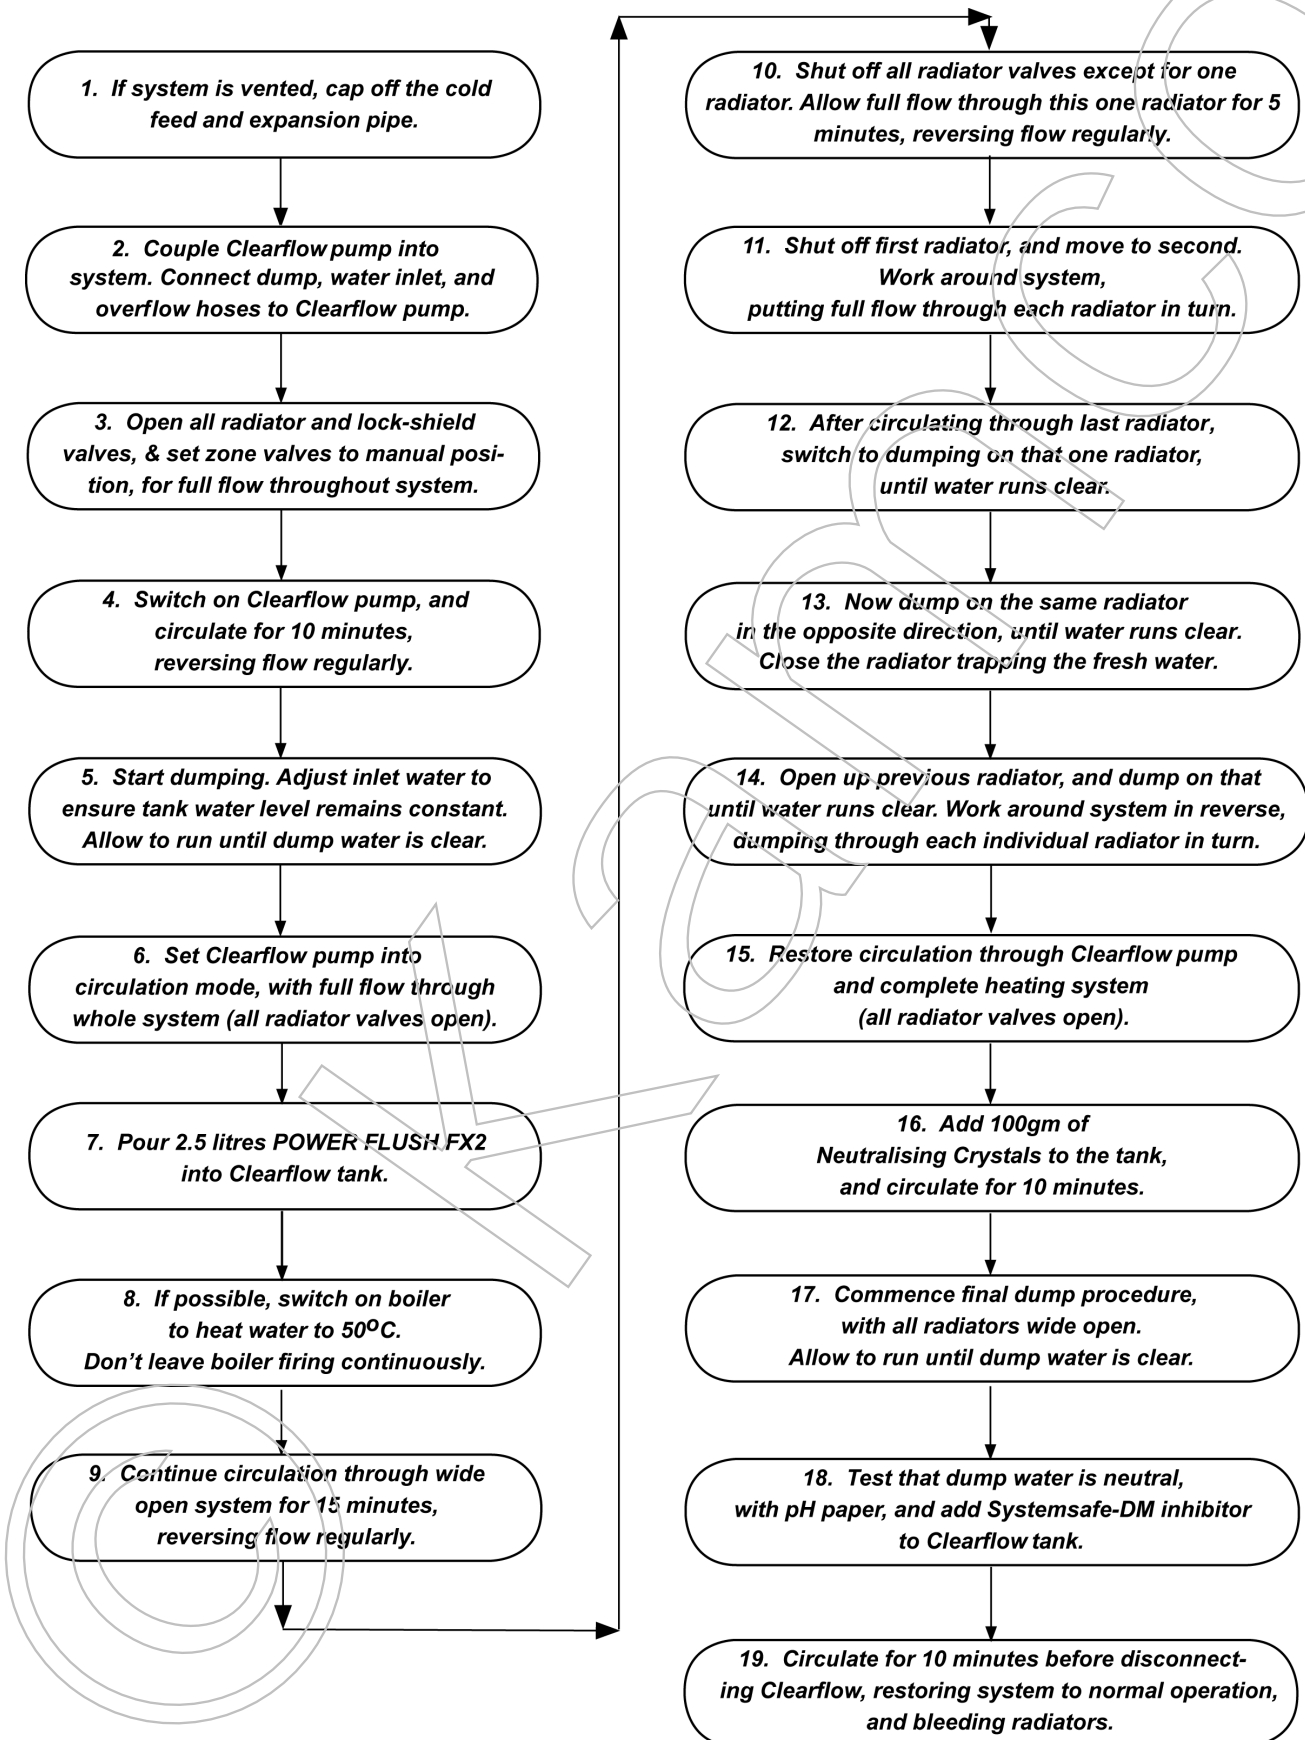 1. If system is vented, cap off the cold
feed and expansion pipe.
2. Couple Clearflow pump into
system. Connect dump, water inlet, and
overflow hoses to Clearflow pump.
3. Open all radiator and lock-shield
valves, & set zone valves to manual posi-
tion, for full flow throughout system.
4. Switch on Clearflow pump, and
circulate for 10 minutes,
reversing flow regularly.
5. Start dumping. Adjust inlet water to
ensure tank water level remains constant.
Allow to run until dump water is clear.
6. Set Clearflow pump into
circulation mode, with full flow through
whole system (all radiator valves open).
7. Pour 2.5 litres POWER FLUSH FX2
into Clearflow tank.
8. If possible, switch on boiler
to heat water to 50ºC.
Don't leave boiler firing continuously.
9. Continue circulation through wide
open system for 15 minutes,
reversing flow regularly.
10. Shut off all radiator valves except for one
radiator. Allow full flow through this one radiator for 5
minutes, reversing flow regularly.
11. Shut off first radiator, and move to second.
Work around system,
putting full flow through each radiator in turn.
12. After circulating through last radiator,
switch to dumping on that one radiator,
until water runs clear.
13. Now dump on the same radiator
in the opposite direction, until water runs clear.
Close the radiator trapping the fresh water.
14. Open up previous radiator, and dump on that
until water runs clear. Work around system in reverse,
dumping through each individual radiator in turn.
15. Restore circulation through Clearflow pump
and complete heating system
(all radiator valves open).
16. Add 100gm of
Neutralising Crystals to the tank,
and circulate for 10 minutes.
17. Commence final dump procedure,
with all radiators wide open.
Allow to run until dump water is clear.
18. Test that dump water is neutral,
with pH paper, and add Systemsafe-DM inhibitor
to Clearflow tank.
19. Circulate for 10 minutes before disconnect-
ing Clearflow, restoring system to normal operation,
and bleeding radiators.
© Kamco